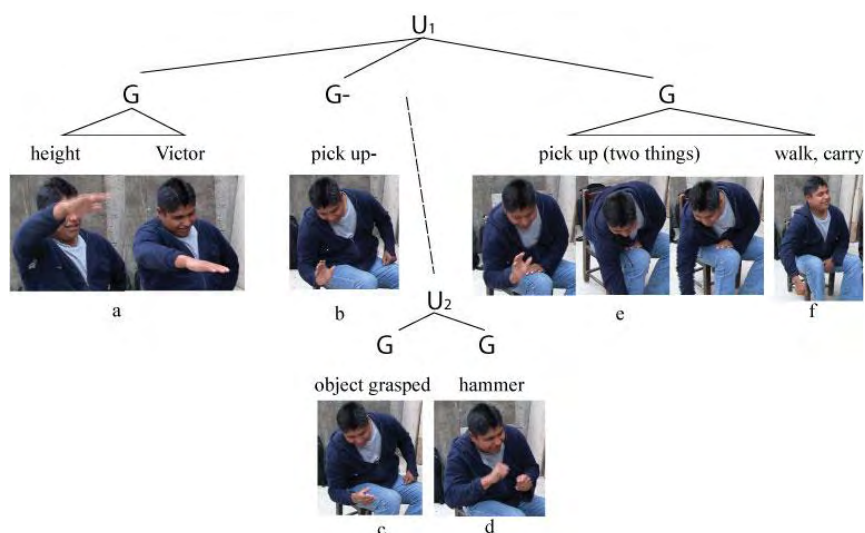 U1
G G- G
height Victor pick up- pick up (two things) walk, carry
a b e f
U2
G G
object grasped hammer
c d